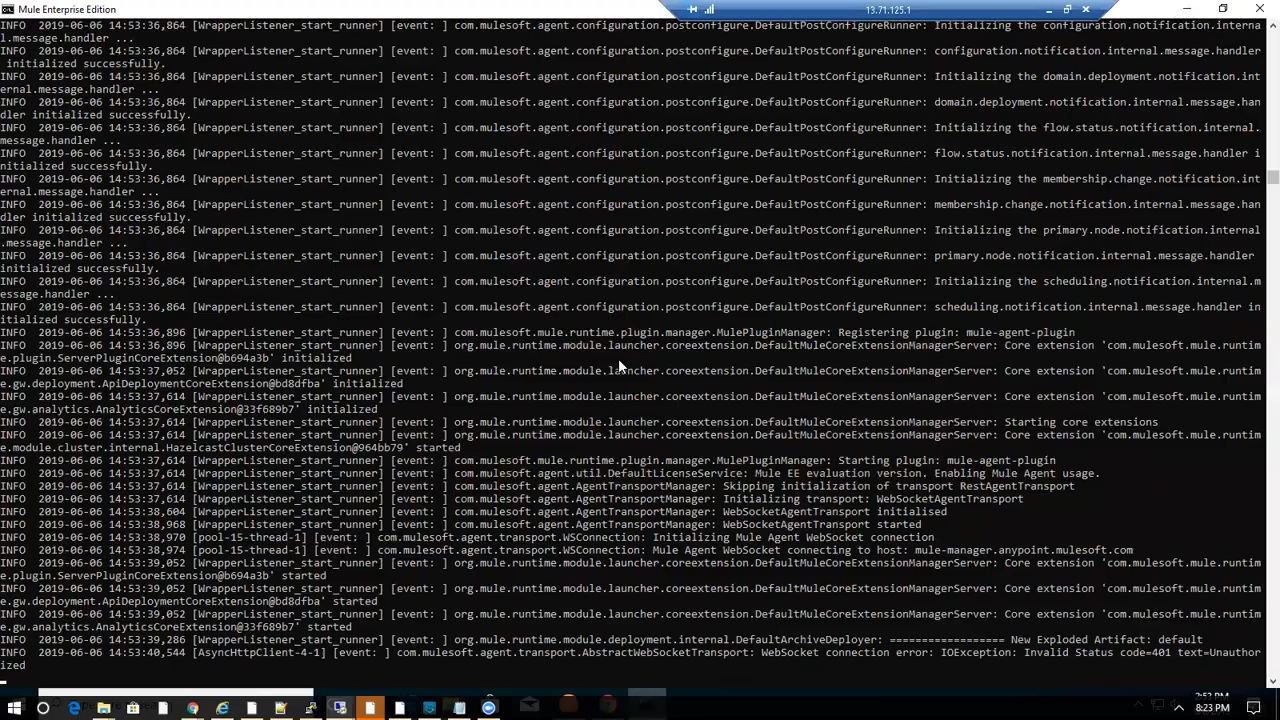 Mule Enterprise Edition
13.71.125.1
INFO  2019-06-06 14:53:36,864 [WrapperListener_start_runner] [event: ] com.mulesoft.agent.configuration.postconfigure.DefaultPostConfigureRunner: Initializing the configuration.notification.interna
l.message.handler ...
INFO  2019-06-06 14:53:36,864 [WrapperListener_start_runner] [event: ] com.mulesoft.agent.configuration.postconfigure.DefaultPostConfigureRunner: configuration.notification.internal.message.handler
 initialized successfully.
INFO  2019-06-06 14:53:36,864 [WrapperListener_start_runner] [event: ] com.mulesoft.agent.configuration.postconfigure.DefaultPostConfigureRunner: Initializing the domain.deployment.notification.int
ernal.message.handler ...
INFO  2019-06-06 14:53:36,864 [WrapperListener_start_runner] [event: ] com.mulesoft.agent.configuration.postconfigure.DefaultPostConfigureRunner: domain.deployment.notification.internal.message.han
dler initialized successfully.
INFO  2019-06-06 14:53:36,864 [WrapperListener_start_runner] [event: ] com.mulesoft.agent.configuration.postconfigure.DefaultPostConfigureRunner: Initializing the flow.status.notification.internal.
message.handler ...
INFO  2019-06-06 14:53:36,864 [WrapperListener_start_runner] [event: ] com.mulesoft.agent.configuration.postconfigure.DefaultPostConfigureRunner: flow.status.notification.internal.message.handler i
nitialized successfully.
INFO  2019-06-06 14:53:36,864 [WrapperListener_start_runner] [event: ] com.mulesoft.agent.configuration.postconfigure.DefaultPostConfigureRunner: Initializing the membership.change.notification.int
ernal.message.handler ...
INFO  2019-06-06 14:53:36,864 [WrapperListener_start_runner] [event: ] com.mulesoft.agent.configuration.postconfigure.DefaultPostConfigureRunner: membership.change.notification.internal.message.han
dler initialized successfully.
INFO  2019-06-06 14:53:36,864 [WrapperListener_start_runner] [event: ] com.mulesoft.agent.configuration.postconfigure.DefaultPostConfigureRunner: Initializing the primary.node.notification.internal
.message.handler ...
INFO  2019-06-06 14:53:36,864 [WrapperListener_start_runner] [event: ] com.mulesoft.agent.configuration.postconfigure.DefaultPostConfigureRunner: primary.node.notification.internal.message.handler
initialized successfully.
INFO  2019-06-06 14:53:36,864 [WrapperListener_start_runner] [event: ] com.mulesoft.agent.configuration.postconfigure.DefaultPostConfigureRunner: Initializing the scheduling.notification.internal.m
essage.handler ...
INFO  2019-06-06 14:53:36,864 [WrapperListener_start_runner] [event: ] com.mulesoft.agent.configuration.postconfigure.DefaultPostConfigureRunner: scheduling.notification.internal.message.handler in
itialized successfully.
INFO  2019-06-06 14:53:36,896 [WrapperListener_start_runner] [event: ] com.mulesoft.mule.runtime.plugin.manager.MulePluginManager: Registering plugin: mule-agent-plugin
INFO  2019-06-06 14:53:36,896 [WrapperListener_start_runner] [event: ] org.mule.runtime.module.launcher.coreextension.DefaultMuleCoreExtensionManagerServer: Core extension 'com.mulesoft.mule.runtim
e.plugin.ServerPluginCoreExtension@b694a3b' initialized
INFO  2019-06-06 14:53:37,052 [WrapperListener_start_runner] [event: ] org.mule.runtime.module.launcher.coreextension.DefaultMuleCoreExtensionManagerServer: Core extension 'com.mulesoft.mule.runtim
e.gw.deployment.ApiDeploymentCoreExtension@bd8dfba' initialized
INFO  2019-06-06 14:53:37,614 [WrapperListener_start_runner] [event: ] org.mule.runtime.module.launcher.coreextension.DefaultMuleCoreExtensionManagerServer: Core extension 'com.mulesoft.mule.runtim
e.gw.analytics.AnalyticsCoreExtension@33f689b7' initialized
INFO  2019-06-06 14:53:37,614 [WrapperListener_start_runner] [event: ] org.mule.runtime.module.launcher.coreextension.DefaultMuleCoreExtensionManagerServer: Starting core extensions
INFO  2019-06-06 14:53:37,614 [WrapperListener_start_runner] [event: ] org.mule.runtime.module.launcher.coreextension.DefaultMuleCoreExtensionManagerServer: Core extension 'com.mulesoft.mule.runtim
e.module.cluster.internal.HazelcastClusterCoreExtension@964bb79' started
INFO  2019-06-06 14:53:37,614 [WrapperListener_start_runner] [event: ] com.mulesoft.mule.runtime.plugin.manager.MulePluginManager: Starting plugin: mule-agent-plugin
INFO  2019-06-06 14:53:37,614 [WrapperListener_start_runner] [event: ] com.mulesoft.agent.util.DefaultLicenseService: Mule EE evaluation version. Enabling Mule Agent usage.
INFO  2019-06-06 14:53:37,614 [WrapperListener_start_runner] [event: ] com.mulesoft.agent.AgentTransportManager: Skipping initialization of transport RestAgentTransport
INFO  2019-06-06 14:53:37,614 [WrapperListener_start_runner] [event: ] com.mulesoft.agent.AgentTransportManager: Initializing transport: WebSocketAgentTransport
INFO  2019-06-06 14:53:38,604 [WrapperListener_start_runner] [event: ] com.mulesoft.agent.AgentTransportManager: WebSocketAgentTransport initialised
INFO  2019-06-06 14:53:38,968 [WrapperListener_start_runner] [event: ] com.mulesoft.agent.AgentTransportManager: WebSocketAgentTransport started
INFO  2019-06-06 14:53:38,970 [pool-15-thread-1] [event: ] com.mulesoft.agent.transport.WSConnection: Initializing Mule Agent WebSocket connection
INFO  2019-06-06 14:53:38,974 [pool-15-thread-1] [event: ] com.mulesoft.agent.transport.WSConnection: Mule Agent WebSocket connecting to host: mule-manager.anypoint.mulesoft.com
INFO  2019-06-06 14:53:39,052 [WrapperListener_start_runner] [event: ] org.mule.runtime.module.launcher.coreextension.DefaultMuleCoreExtensionManagerServer: Core extension 'com.mulesoft.mule.runtim
e.plugin.ServerPluginCoreExtension@b694a3b' started
INFO  2019-06-06 14:53:39,052 [WrapperListener_start_runner] [event: ] org.mule.runtime.module.launcher.coreextension.DefaultMuleCoreExtensionManagerServer: Core extension 'com.mulesoft.mule.runtim
e.gw.deployment.ApiDeploymentCoreExtension@bd8dfba' started
INFO  2019-06-06 14:53:39,052 [WrapperListener_start_runner] [event: ] org.mule.runtime.module.launcher.coreextension.DefaultMuleCoreExtensionManagerServer: Core extension 'com.mulesoft.mule.runtim
e.gw.analytics.AnalyticsCoreExtension@33f689b7' started
INFO  2019-06-06 14:53:39,286 [WrapperListener_start_runner] [event: ] org.mule.runtime.module.deployment.internal.DefaultArchiveDeployer: ================== New Exploded Artifact: default
INFO  2019-06-06 14:53:40,544 [AsyncHttpClient-4-1] [event: ] com.mulesoft.agent.transport.AbstractWebSocketTransport: WebSocket connection error: IOException: Invalid Status code=401 text=Unauthor
ized
8:23 PM